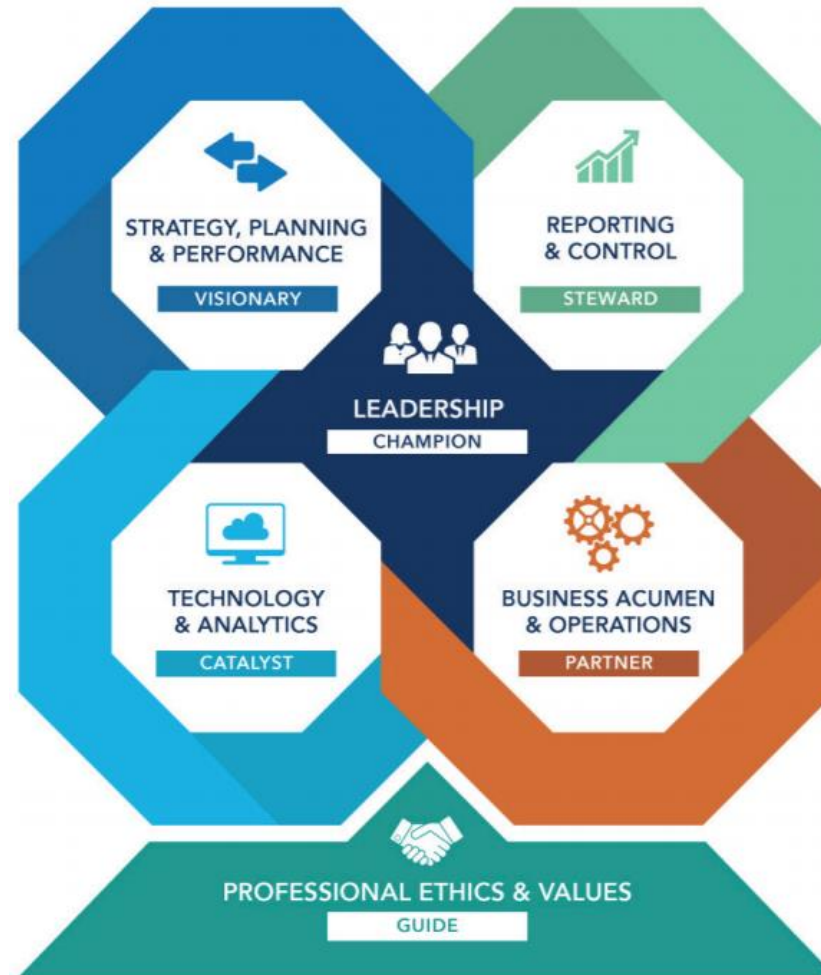 STRATEGY, PLANNING
& PERFORMANCE
VISIONARY
REPORTING
& CONTROL
STEWARD
LEADERSHIP
CHAMPION
TECHNOLOGY
& ANALYTICS
CATALYST
BUSINESS ACUMEN
& OPERATIONS
PARTNER
PROFESSIONAL ETHICS & VALUES
GUIDE